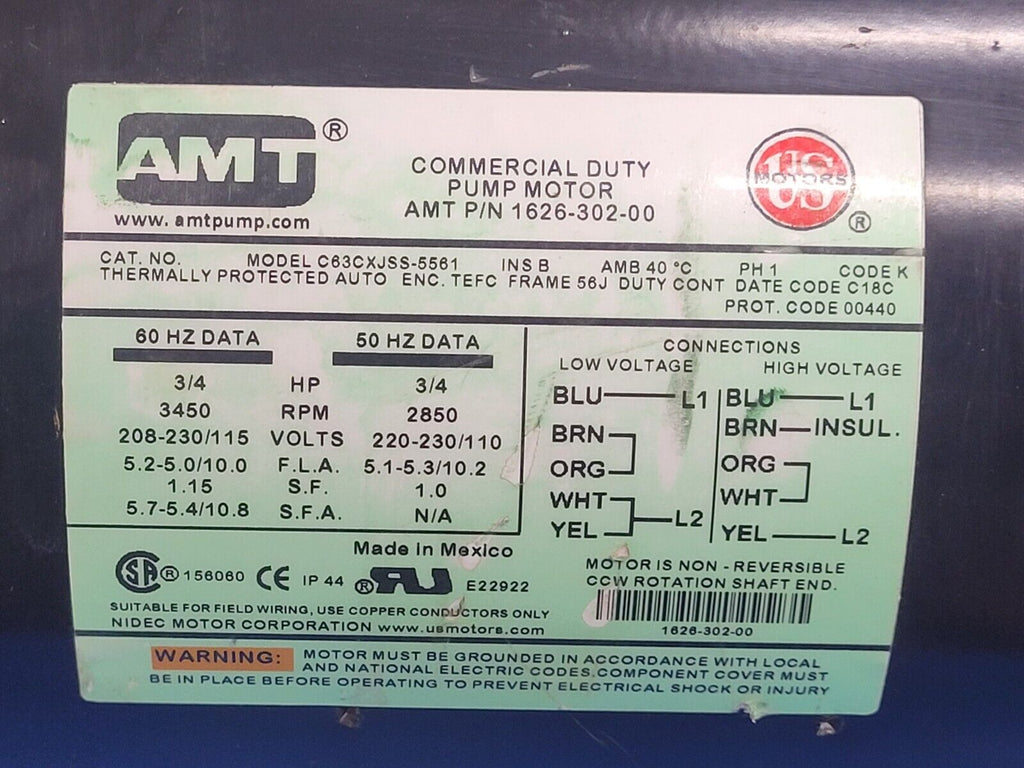 AMT®
www.amtpump.com
COMMERCIAL DUTY
PUMP MOTOR
AMT P/N 1626-302-00
US
MOTORS
®
CAT. NO. MODEL C63CXJSS-5561 INS B AMB 40 °C PH 1 CODE K
THERMALLY PROTECTED AUTO ENC. TEFC FRAME 56J DUTY CONT DATE CODE C18C
PROT. CODE 00440
60 HZ DATA 50 HZ DATA
3/4 HP 3/4
3450 RPM 2850
208-230/115 VOLTS 220-230/110
5.2-5.0/10.0 F.L.A. 5.1-5.3/10.2
1.15 S.F. 1.0
5.7-5.4/10.8 S.F.A. N/A
CONNECTIONS
LOW VOLTAGE HIGH VOLTAGE
BLU L1 BLU L1
BRN BRN INSUL.
ORG ORG
WHT L2 WHT
YEL YEL L2
Made in Mexico
SA® 156060 CE IP 44 ®RU E22922
SUITABLE FOR FIELD WIRING, USE COPPER CONDUCTORS ONLY
NIDEC MOTOR CORPORATION www.usmotors.com
MOTOR IS NON - REVERSIBLE
CCW ROTATION SHAFT END.
1626-302-00
WARNING: MOTOR MUST BE GROUNDED IN ACCORDANCE WITH LOCAL
AND NATIONAL ELECTRIC CODES.COMPONENT COVER MUST
BE IN PLACE BEFORE OPERATING TO PREVENT ELECTRICAL SHOCK OR INJURY